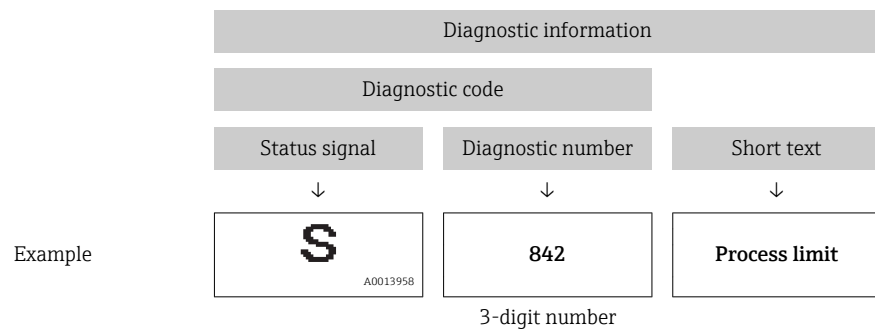 Diagnostic information
Diagnostic code
Status signal Diagnostic number Short text
↓ ↓ ↓
Example S 842 Process limit
A0013958
3-digit number